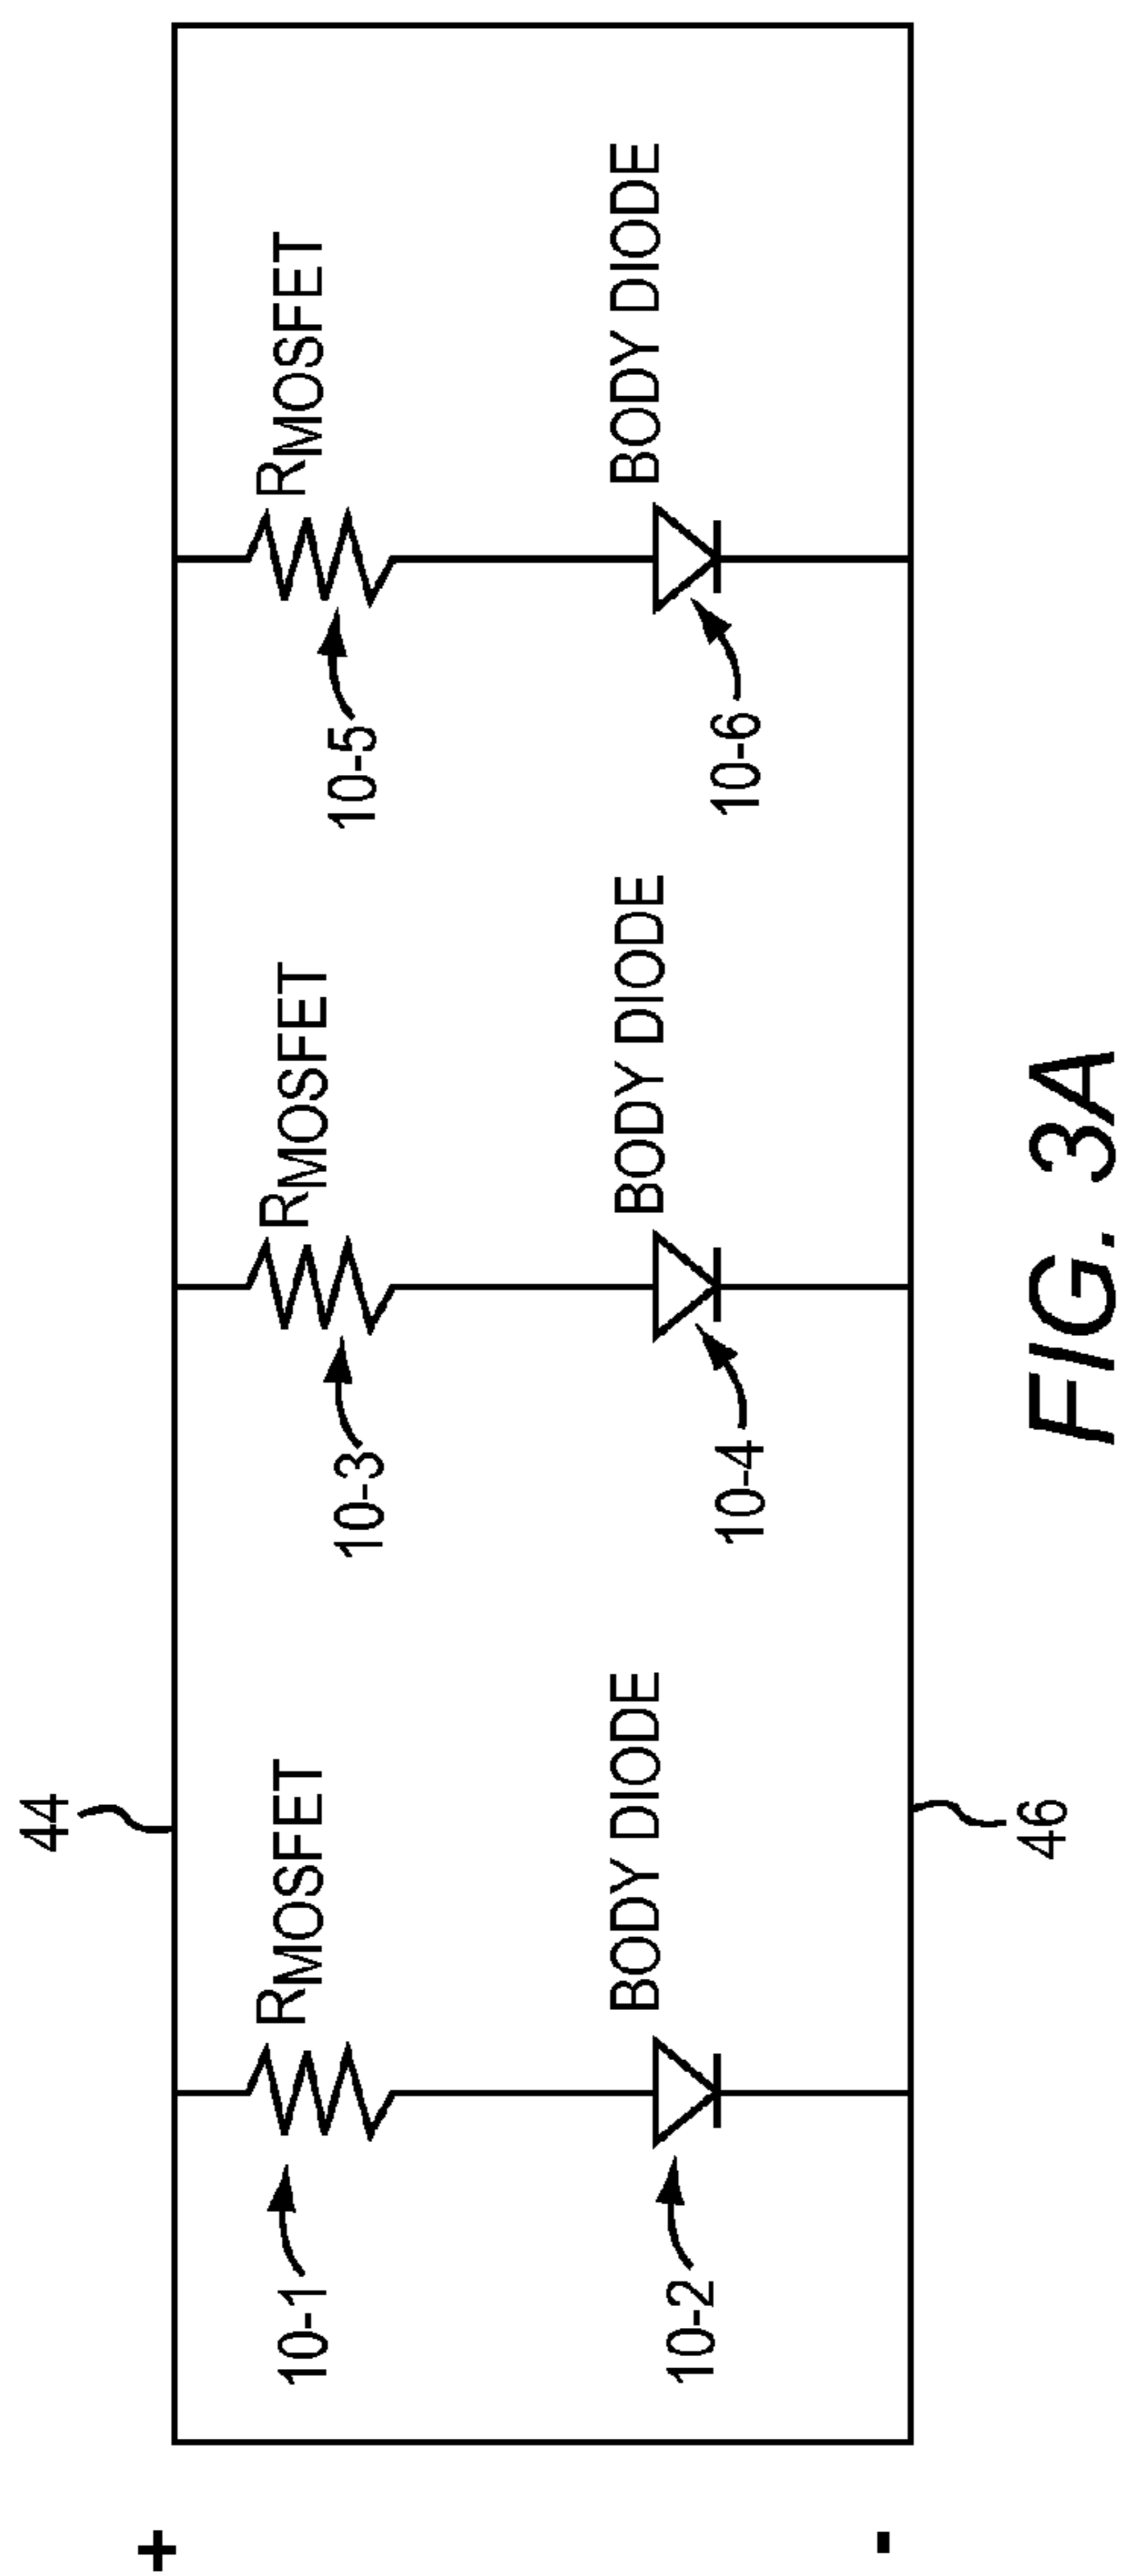 44
+
RMOSFET
RMOSFET
RMOSFET
10-1
10-3
10-5
BODY DIODE
BODY DIODE
BODY DIODE
10-2
10-4
10-6
-
46
FIG. 3A